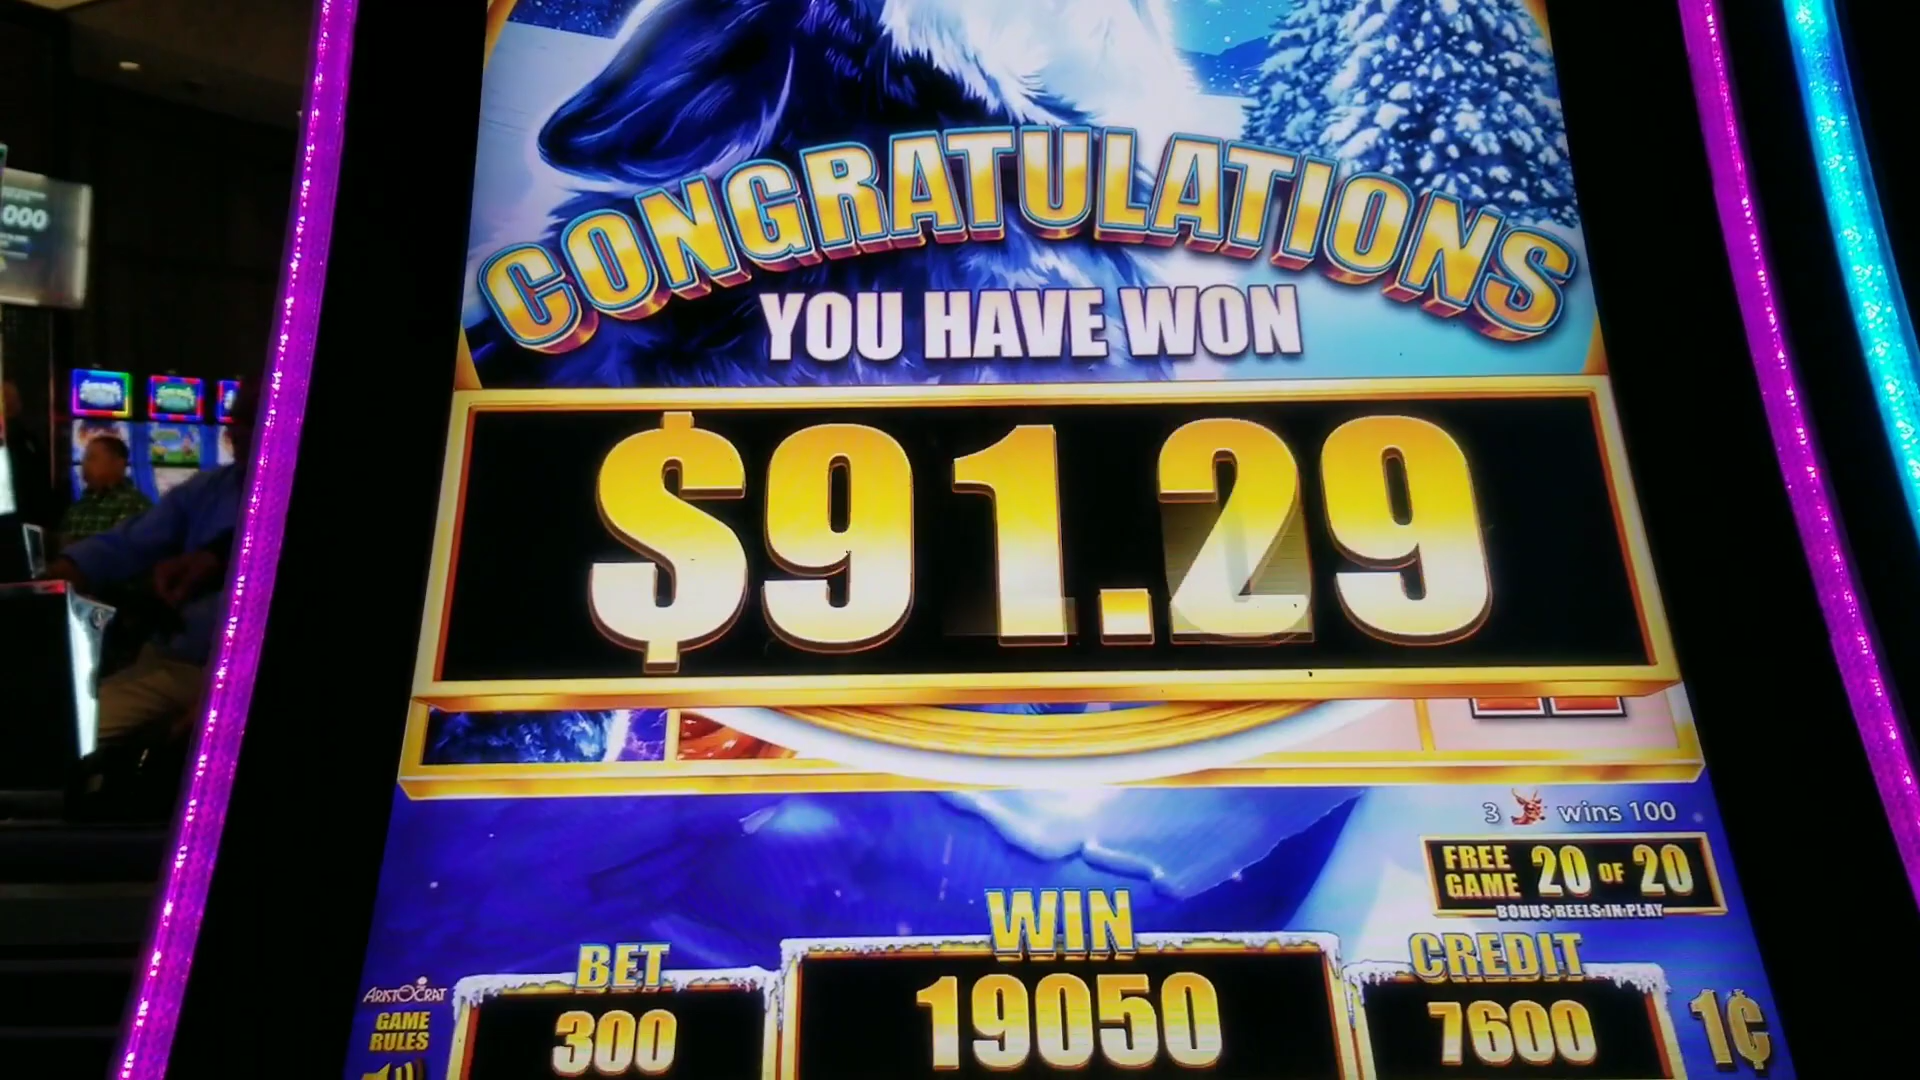 000
CONGRATULATIONS
YOU HAVE WON
$91.29
3 wins 100
FREE GAME 20 OF 20
BONUS REELS IN PLAY
WIN
19050
BET
300
CREDIT
7600
1¢
ARISTOCRAT
GAME
RULES